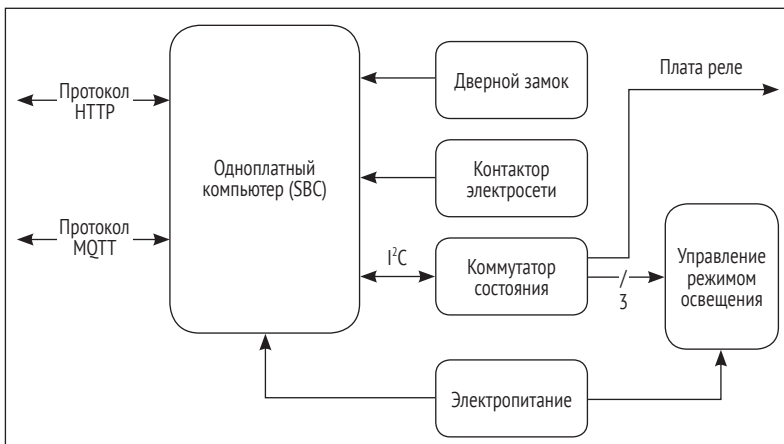 Протокол
HTTP
Протокол
MQTT
Одноплатный
компьютер (SBC)
Дверной замок
Контактор
электросети
I²C
Коммутатор
состояния
Плата реле
/
3
Управление
режимом
освещения
Электропитание